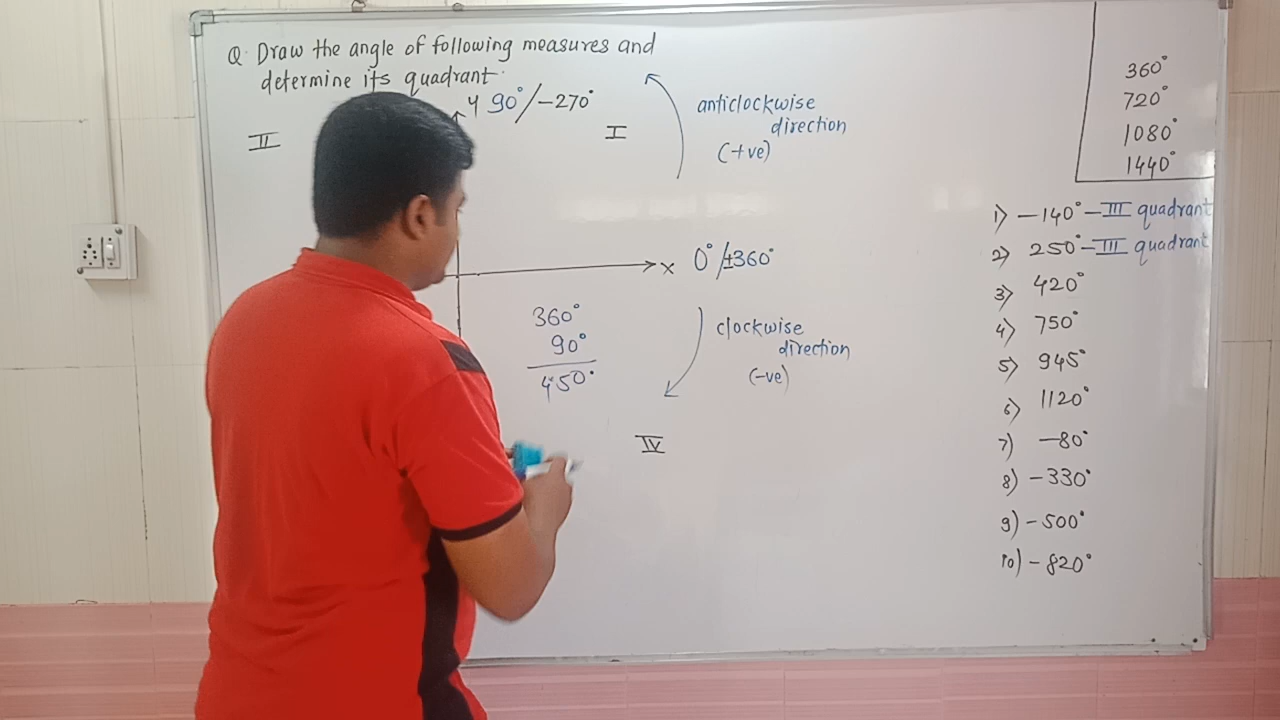 Q. Draw the angle of following measures and
determine its quadrant.
Y 90°/-270°
II
I
anticlockwise
direction
(+ve)
X 0°/±360°
360°
90°
450°
clockwise
direction
(-ve)
IV
360°
720°
1080°
1440°
1) -140° - III quadrant
2) 250° - III quadrant
3) 420°
4) 750°
5) 945°
6) 1120°
7) -80°
8) -330°
9) -500°
10) -820°